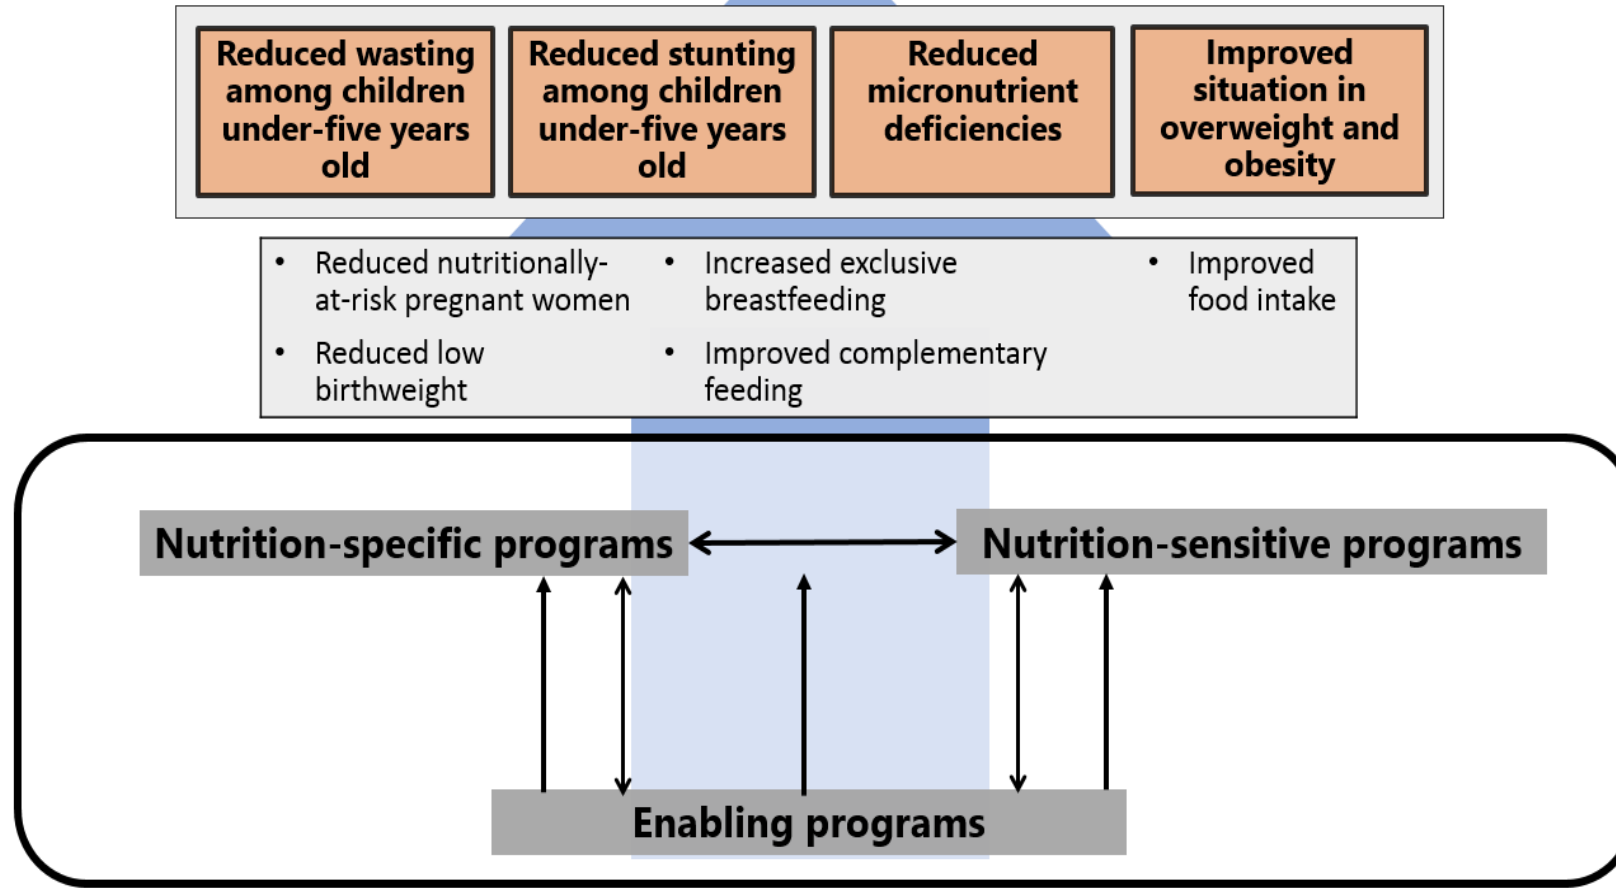 Reduced wasting
among children
under-five years
old
Reduced stunting
among children
under-five years
old
Reduced
micronutrient
deficiencies
Improved
situation in
overweight and
obesity
• Reduced nutritionally-
at-risk pregnant women
• Reduced low
birthweight
• Increased exclusive
breastfeeding
• Improved complementary
feeding
• Improved
food intake
Nutrition-specific programs
Nutrition-sensitive programs
Enabling programs